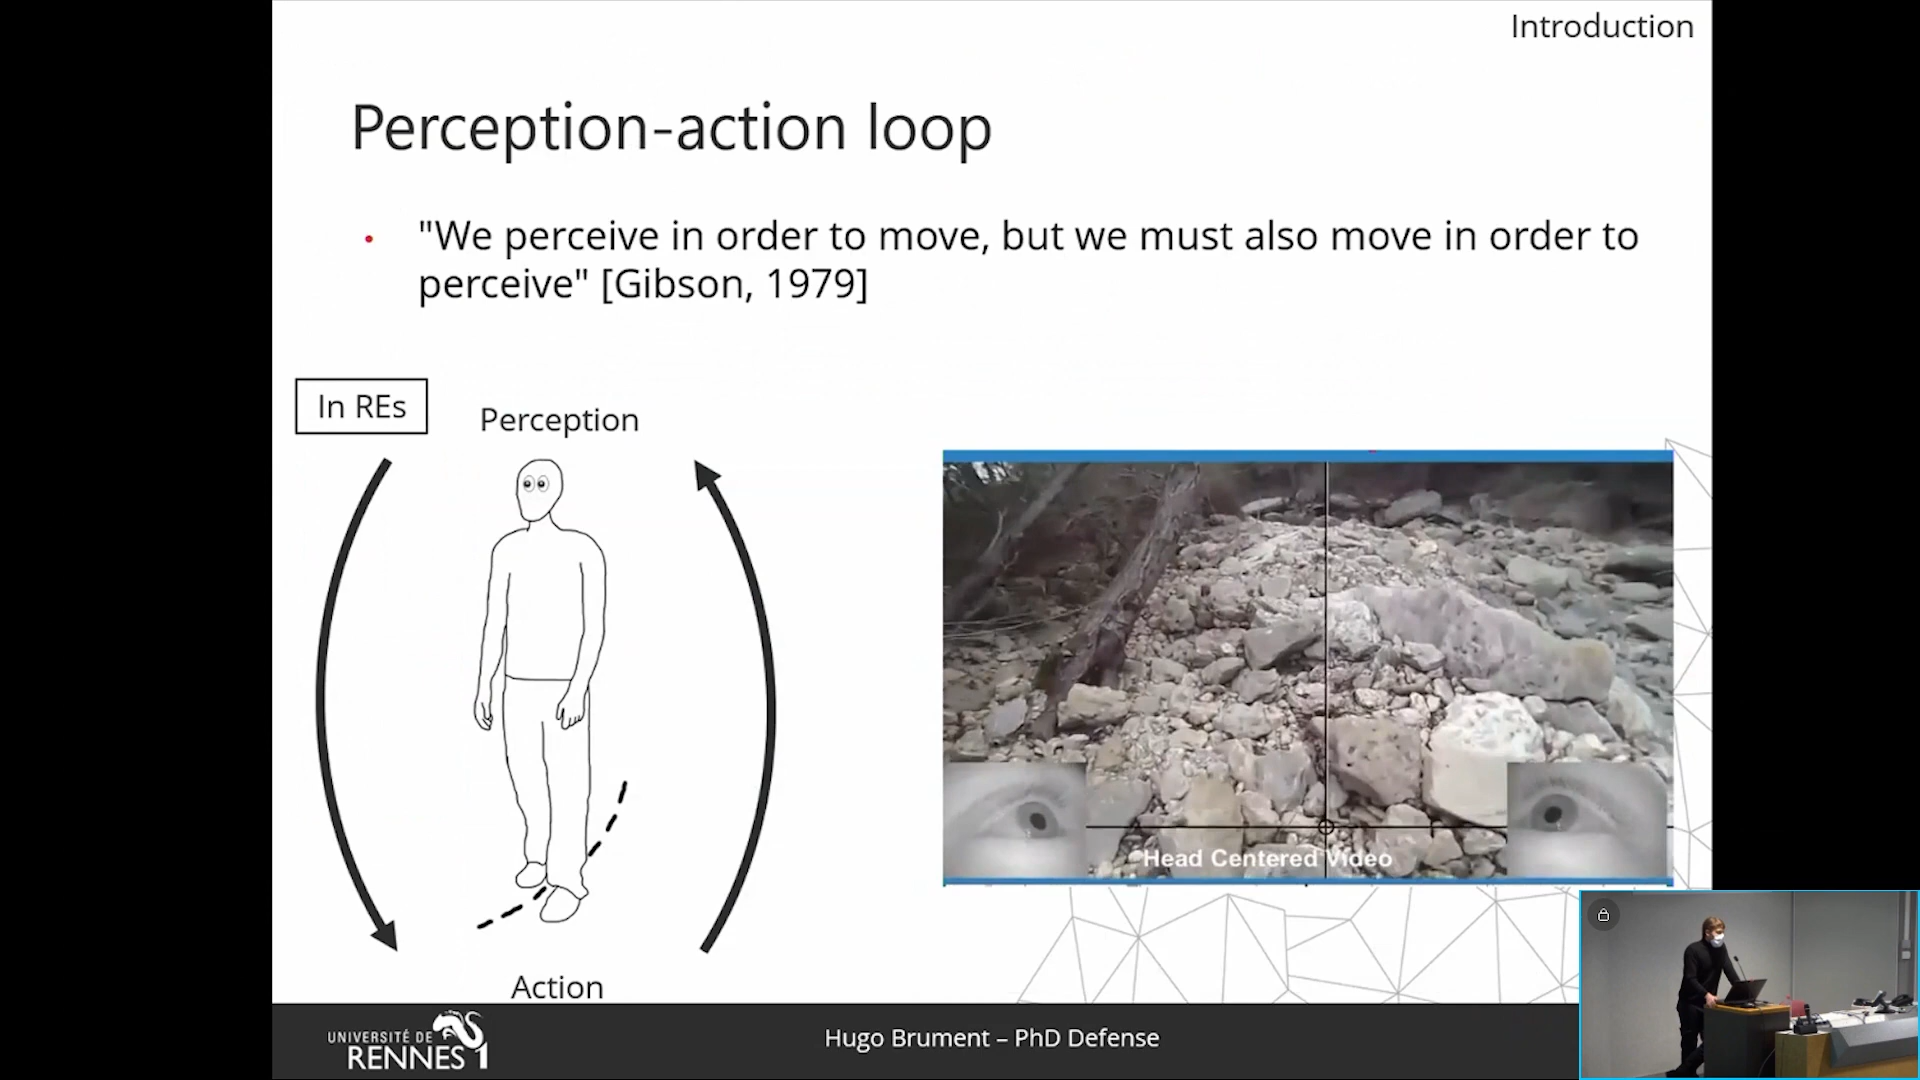 Introduction
Perception-action loop
"We perceive in order to move, but we must also move in order to
perceive" [Gibson, 1979]
In REs
Perception
Head Centered Video
Action
UNIVERSITÉ DE
RENNES 1
Hugo Brument – PhD Defense